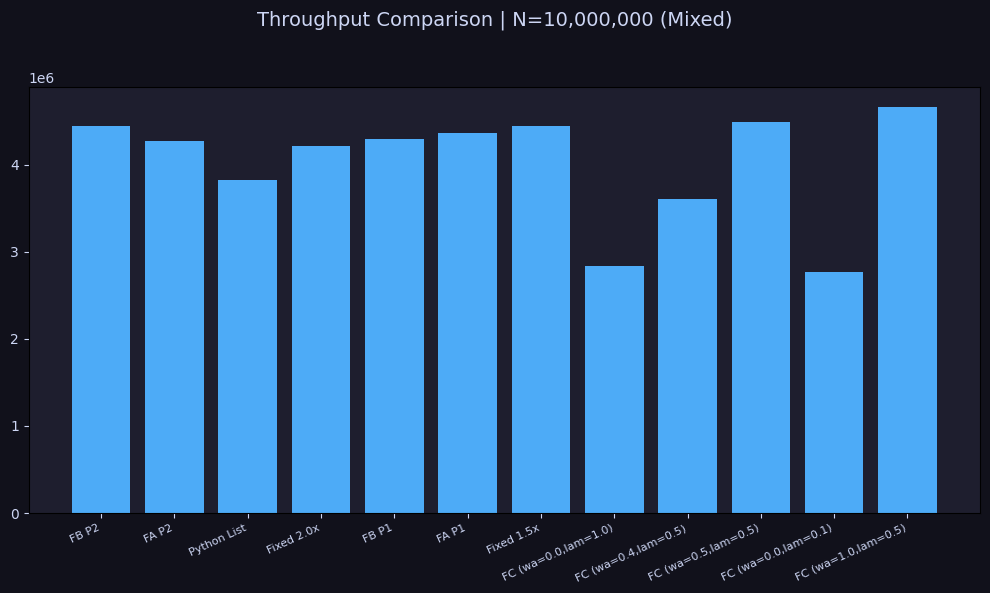 Throughput Comparison | N=10,000,000 (Mixed)
1e6
4
3
2
1
0
FB P2
FA P2
Python List
Fixed 2.0x
FB P1
FA P1
Fixed 1.5x
FC (wa=0.0,lam=1.0)
FC (wa=0.4,lam=0.5)
FC (wa=0.5,lam=0.5)
FC (wa=0.0,lam=0.1)
FC (wa=1.0,lam=0.5)